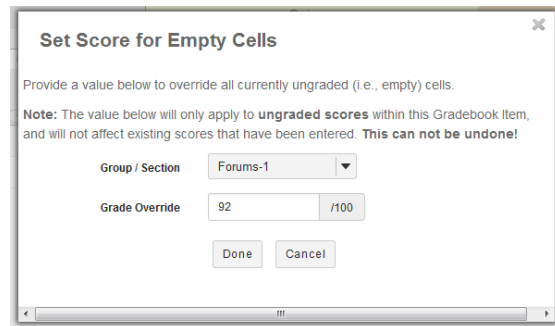 Set Score for Empty Cells
Provide a value below to override all currently ungraded (i.e., empty) cells.
Note: The value below will only apply to ungraded scores within this Gradebook Item,
and will not affect existing scores that have been entered. This can not be undone!
Group / Section Forums-1
Grade Override 92 /100
Done Cancel